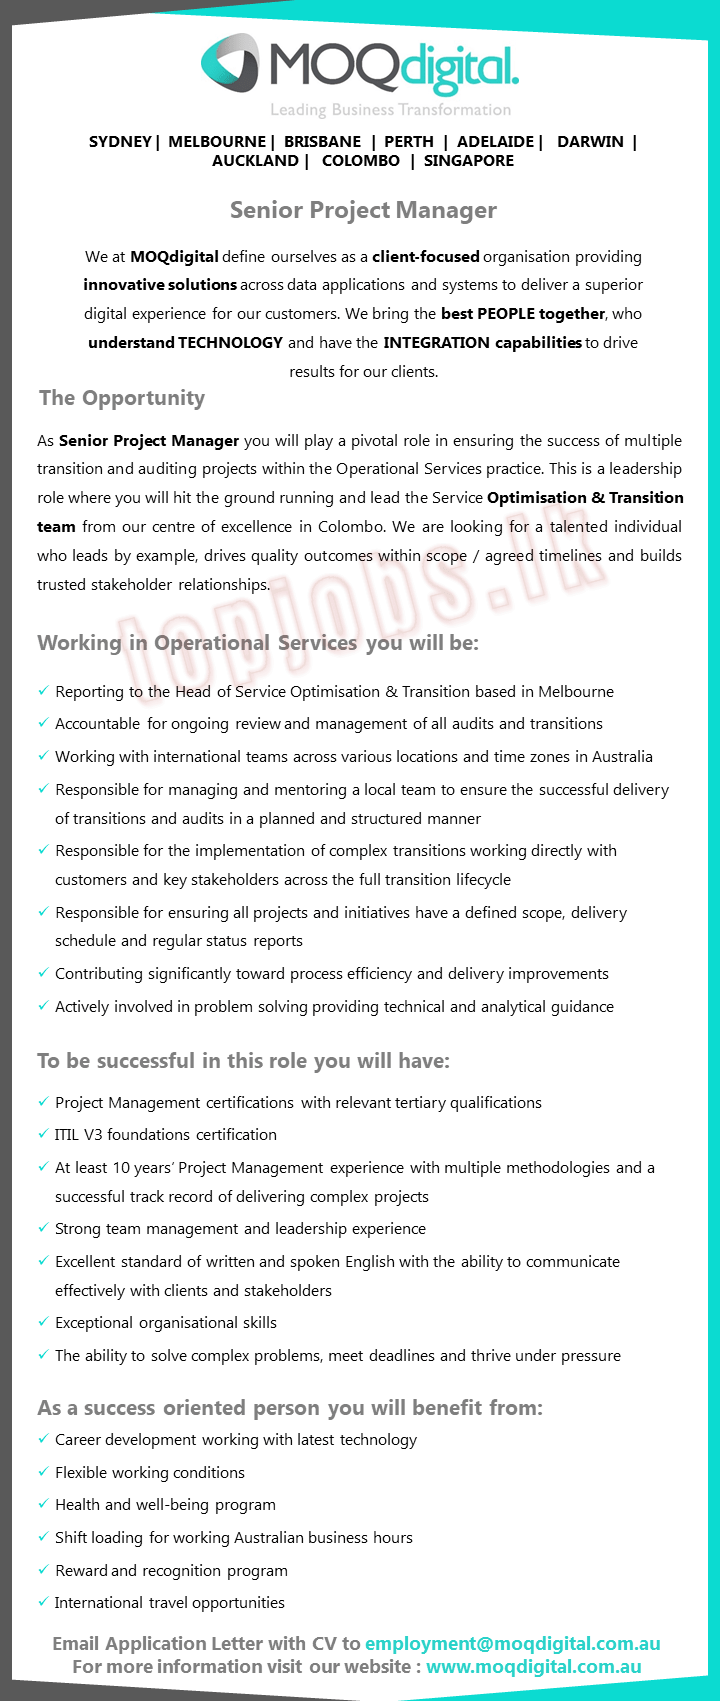 MOQdigital.
Leading Business Transformation
SYDNEY | MELBOURNE | BRISBANE | PERTH | ADELAIDE | DARWIN |
AUCKLAND | COLOMBO | SINGAPORE
Senior Project Manager
We at MOQdigital define ourselves as a client-focused organisation providing
innovative solutions across data applications and systems to deliver a superior
digital experience for our customers. We bring the best PEOPLE together, who
understand TECHNOLOGY and have the INTEGRATION capabilities to drive
results for our clients.
The Opportunity
As Senior Project Manager you will play a pivotal role in ensuring the success of multiple
transition and auditing projects within the Operational Services practice. This is a leadership
role where you will hit the ground running and lead the Service Optimisation & Transition
team from our centre of excellence in Colombo. We are looking for a talented individual
who leads by example, drives quality outcomes within scope / agreed timelines and builds
trusted stakeholder relationships.
topjobs.lk
Working in Operational Services you will be:
✓ Reporting to the Head of Service Optimisation & Transition based in Melbourne
✓ Accountable for ongoing review and management of all audits and transitions
✓ Working with international teams across various locations and time zones in Australia
✓ Responsible for managing and mentoring a local team to ensure the successful delivery
of transitions and audits in a planned and structured manner
✓ Responsible for the implementation of complex transitions working directly with
customers and key stakeholders across the full transition lifecycle
✓ Responsible for ensuring all projects and initiatives have a defined scope, delivery
schedule and regular status reports
✓ Contributing significantly toward process efficiency and delivery improvements
✓ Actively involved in problem solving providing technical and analytical guidance
To be successful in this role you will have:
✓ Project Management certifications with relevant tertiary qualifications
✓ ITIL V3 foundations certification
✓ At least 10 years' Project Management experience with multiple methodologies and a
successful track record of delivering complex projects
✓ Strong team management and leadership experience
✓ Excellent standard of written and spoken English with the ability to communicate
effectively with clients and stakeholders
✓ Exceptional organisational skills
✓ The ability to solve complex problems, meet deadlines and thrive under pressure
As a success oriented person you will benefit from:
✓ Career development working with latest technology
✓ Flexible working conditions
✓ Health and well-being program
✓ Shift loading for working Australian business hours
✓ Reward and recognition program
✓ International travel opportunities
Email Application Letter with CV to employment@moqdigital.com.au
For more information visit our website : www.moqdigital.com.au